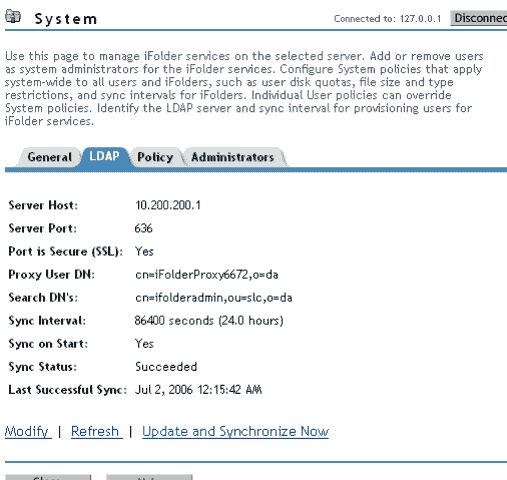 System
Connected to: 127.0.0.1 Disconnec
Use this page to manage iFolder services on the selected server. Add or remove users
as system administrators for the iFolder services. Configure System policies that apply
system-wide to all users and iFolders, such as user disk quotas, file size and type
restrictions, and sync intervals for iFolders. Individual User policies can override
System policies. Identify the LDAP server and sync interval for provisioning users for
iFolder services.
General LDAP Policy Administrators
Server Host: 10.200.200.1
Server Port: 636
Port is Secure (SSL): Yes
Proxy User DN: cn=iFolderProxy6672,o=da
Search DN's: cn=ifolderadmin,ou=slc,o=da
Sync Interval: 86400 seconds (24.0 hours)
Sync on Start: Yes
Sync Status: Succeeded
Last Successful Sync: Jul 2, 2006 12:15:42 AM
Modify | Refresh | Update and Synchronize Now